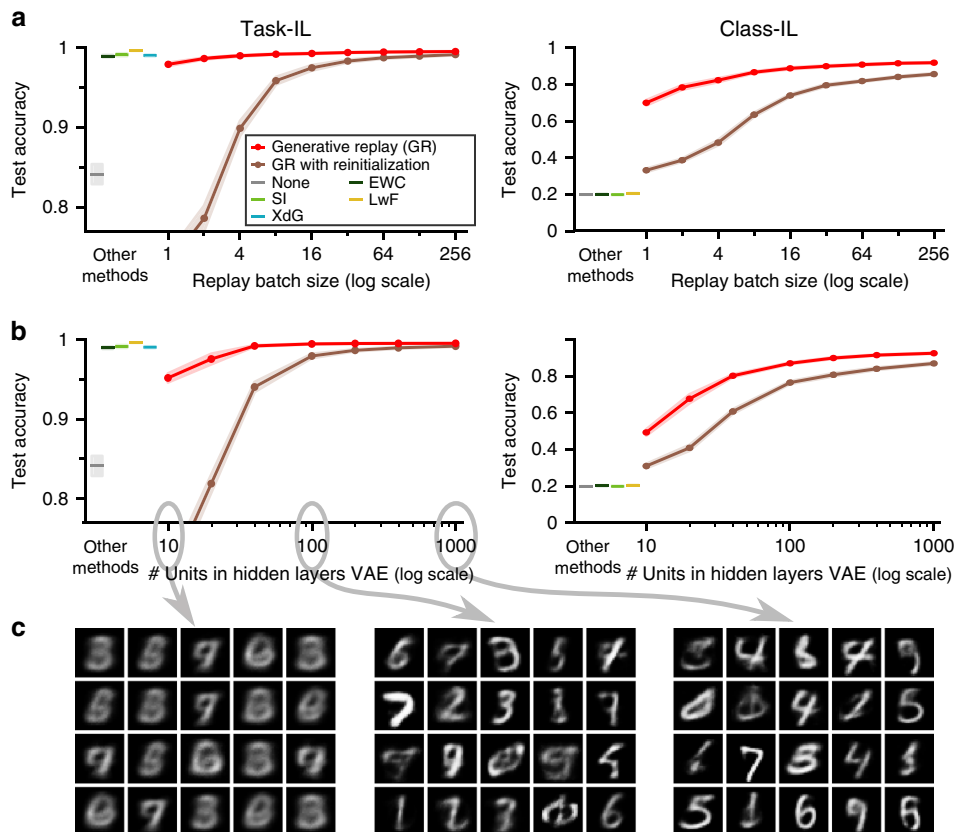 a
Task-IL
Class-IL
Test accuracy
1
0.9
0.8
Generative replay (GR)
GR with reinitialization
None
EWC
SI
LwF
XdG
Other methods
1
4
16
64
256
Replay batch size (log scale)
Test accuracy
1
0.8
0.6
0.4
0.2
0
Other methods
1
4
16
64
256
Replay batch size (log scale)
b
Test accuracy
1
0.9
0.8
Other methods
10
100
1000
# Units in hidden layers VAE (log scale)
Test accuracy
0.8
0.6
0.4
0.2
0
Other methods
10
100
1000
# Units in hidden layers VAE (log scale)
c